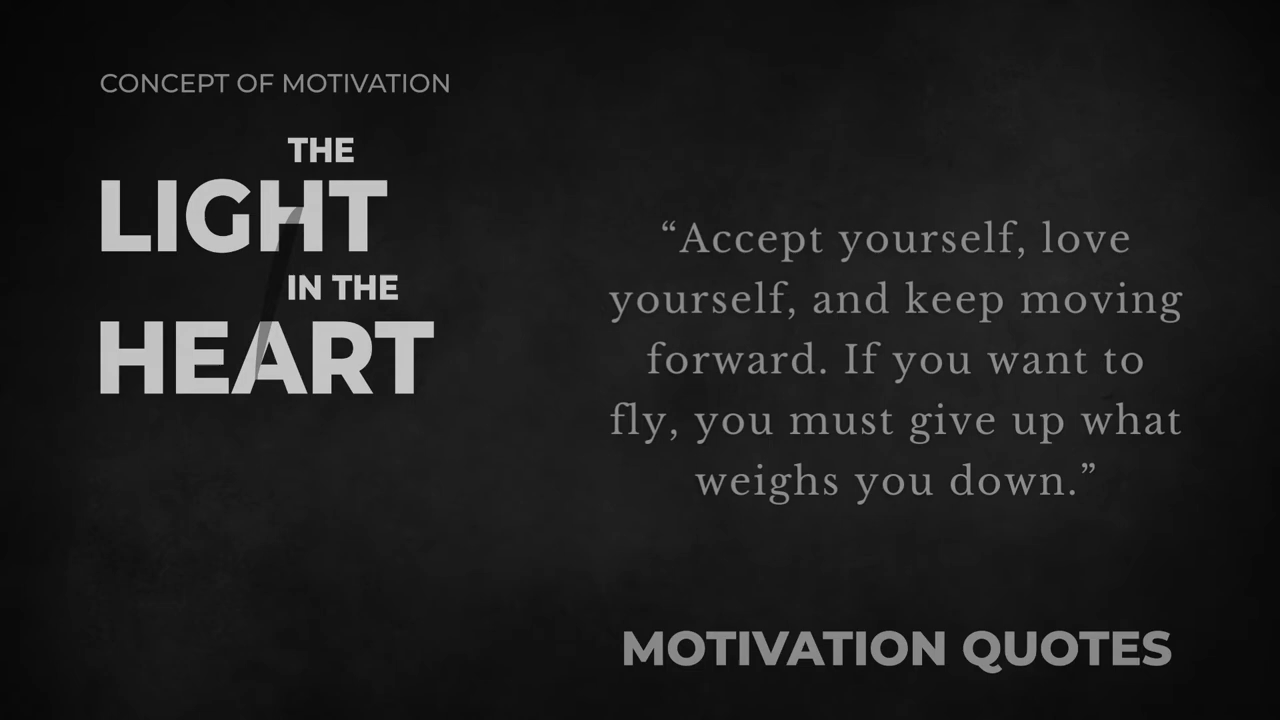 CONCEPT OF MOTIVATION
THE
LIGHT
IN THE
HEART
“Accept yourself, love
yourself, and keep moving
forward. If you want to
fly, you must give up what
weighs you down.”
MOTIVATION QUOTES